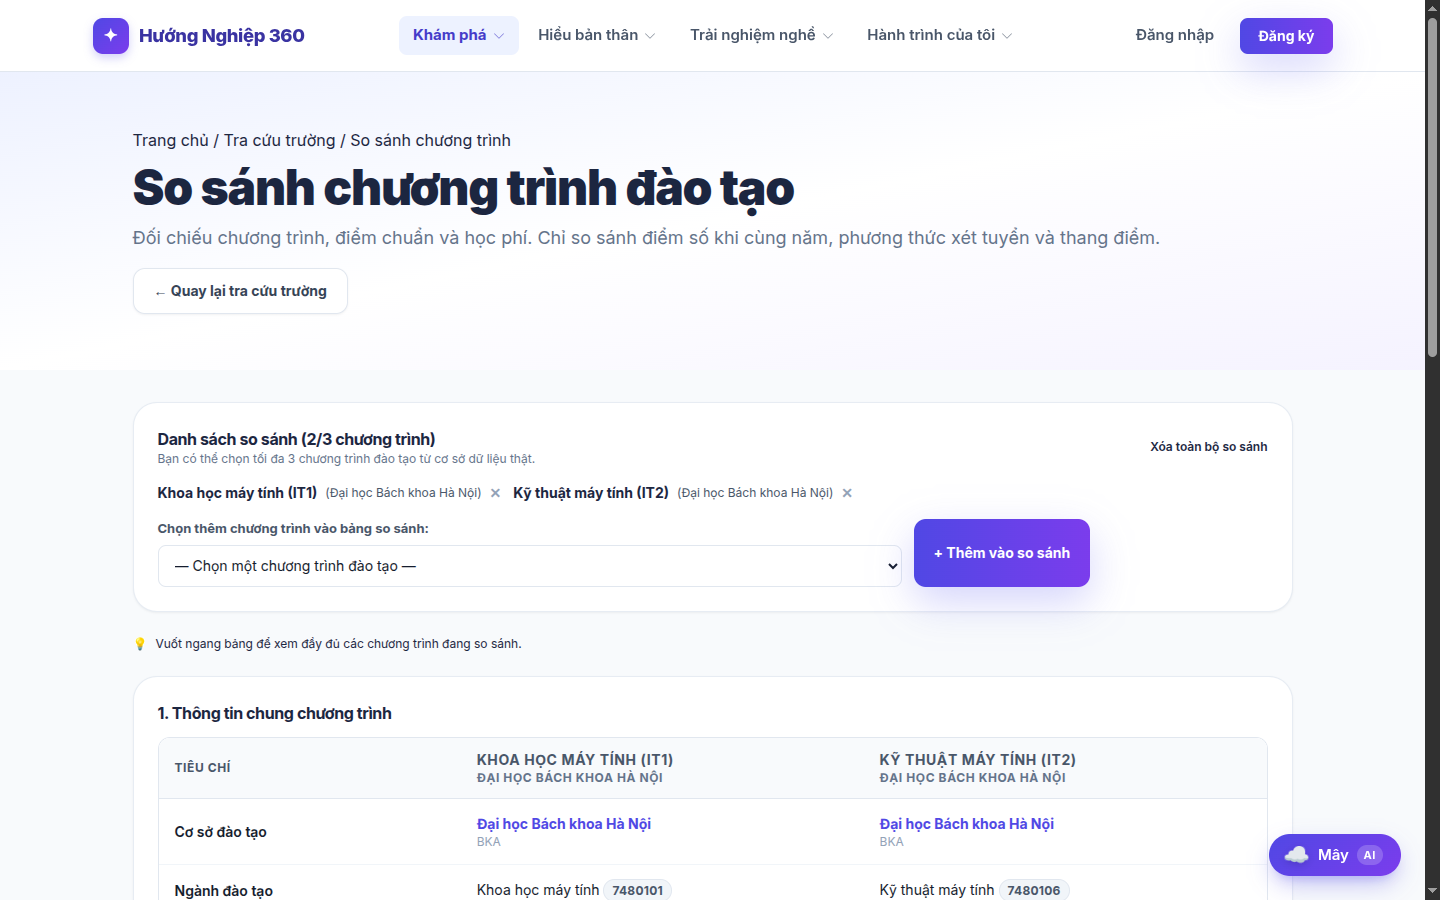 Hướng Nghiệp 360
Khám phá
Hiểu bản thân
Trải nghiệm nghề
Hành trình của tôi
Đăng nhập
Đăng ký
Trang chủ / Tra cứu trường / So sánh chương trình
So sánh chương trình đào tạo
Đối chiếu chương trình, điểm chuẩn và học phí. Chỉ so sánh điểm số khi cùng năm, phương thức xét tuyển và thang điểm.
← Quay lại tra cứu trường
Danh sách so sánh (2/3 chương trình)
Xóa toàn bộ so sánh
Bạn có thể chọn tối đa 3 chương trình đào tạo từ cơ sở dữ liệu thật.
Khoa học máy tính (IT1) (Đại học Bách khoa Hà Nội) ✕ Kỹ thuật máy tính (IT2) (Đại học Bách khoa Hà Nội) ✕
Chọn thêm chương trình vào bảng so sánh:
— Chọn một chương trình đào tạo —
+ Thêm vào so sánh
💡 Vuốt ngang bảng để xem đầy đủ các chương trình đang so sánh.
1. Thông tin chung chương trình
TIÊU CHÍ
KHOA HỌC MÁY TÍNH (IT1)
ĐẠI HỌC BÁCH KHOA HÀ NỘI
KỸ THUẬT MÁY TÍNH (IT2)
ĐẠI HỌC BÁCH KHOA HÀ NỘI
Cơ sở đào tạo
Đại học Bách khoa Hà Nội
BKA
Đại học Bách khoa Hà Nội
BKA
Ngành đào tạo
Khoa học máy tính 7480101
Kỹ thuật máy tính 7480106
Mây AI